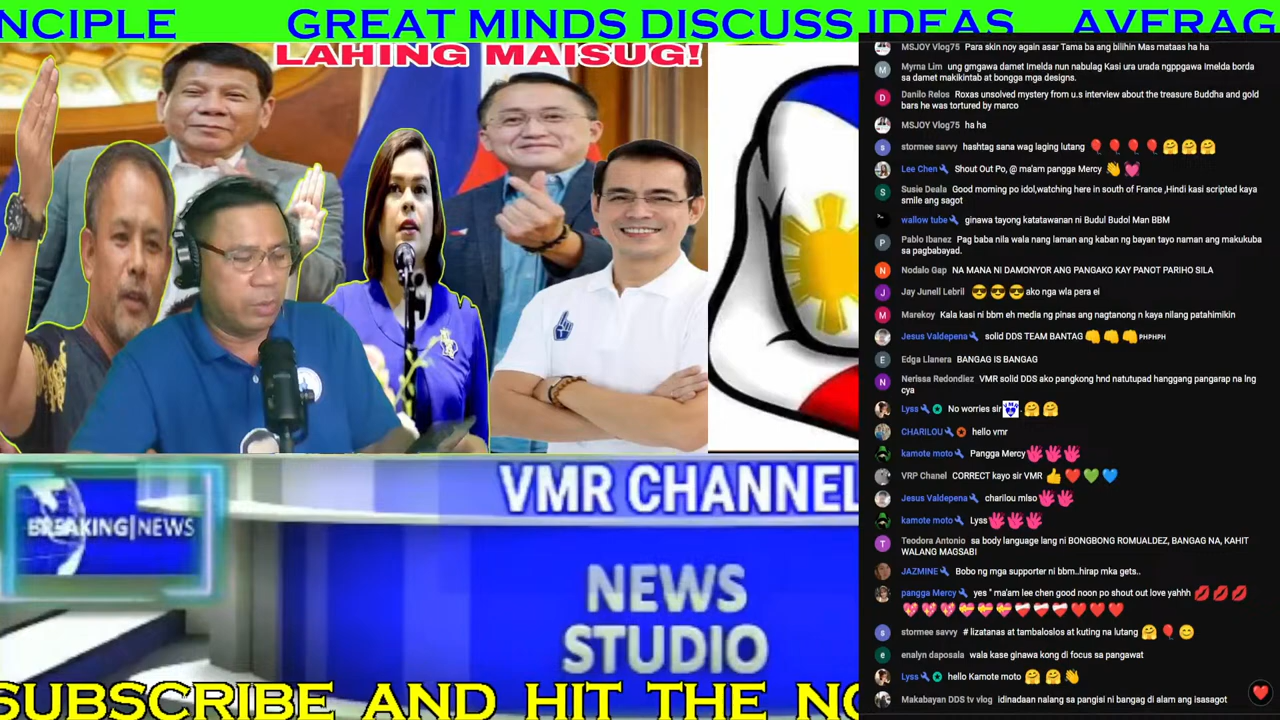 NCIPLE GREAT MINDS DISCUSS IDEAS AVERAG
LAHING MAISUG!
BREAKING|NEWS
VMR CHANNEL
NEWS
STUDIO
SUBSCRIBE AND HIT THE NO
MSJOY Vlog75 Para skin noy again asar Tama ba ang bilihin Mas mataas ha ha
Myrna Lim ung gmgawa damet Imelda nun nabulag Kasi ura urada ngppgawa Imelda borda
sa damet makikintab at bongga mga designs.
Danilo Relos Roxas unsolved mystery from u.s interview about the treasure Buddha and gold
bars he was tortured by marco
MSJOY Vlog75 ha ha
stormee savvy hashtag sana wag laging lutang 🎈🎈🎈🎈🤗🤗🤗
Lee Chen Shout Out Po, @ ma'am pangga Mercy 👋💓
Susie Deala Good morning po idol,watching here in south of France ,Hindi kasi scripted kaya
smile ang sagot
wallow tube ginawa tayong katatawanan ni Budul Budol Man BBM
Pablo Ibanez Pag baba nila wala nang laman ang kaban ng bayan tayo naman ang makukuba
sa pagbabayad.
Nodalo Gap NA MANA NI DAMONYOR ANG PANGAKO KAY PANOT PARIHO SILA
Jay Junell Lebril 😎😎😎ako nga wla pera ei
Marekoy Kala kasi ni bbm eh media ng pinas ang nagtanong n kaya nilang patahimikin
Jesus Valdepena solid DDS TEAM BANTAG👊👊👊PHPHPH
Edga Llanera BANGAG IS BANGAG
Nerissa Redondiez VMR solid DDS ako pangkong hnd natutupad hanggang pangarap na lng
cya
Lyss No worries sir 🤗🤗
CHARILOU hello vmr
kamote moto Pangga Mercy
VRP Chanel CORRECT kayo sir VMR 👍❤️💚💙
Jesus Valdepena charilou mlso
kamote moto Lyss
Teodora Antonio sa body language lang ni BONGBONG ROMUALDEZ, BANGAG NA, KAHIT
WALANG MAGSABI
JAZMINE Bobo ng mga supporter ni bbm..hirap mka gets..
pangga Mercy yes " ma'am lee chen good noon po shout out love yahhh 💋💋💋
💖💖💖💝💝💝❤️❤️❤️
stormee savvy # lizatanas at tambaloslos at kuting na lutang 🤗🎈😊
enalyn daposala wala kase ginawa kong di focus sa pangawat
Lyss hello Kamote moto 🤗🤗👋
Makabayan DDS tv vlog idinadaan nalang sa pangisi ni bangag di alam ang isasagot